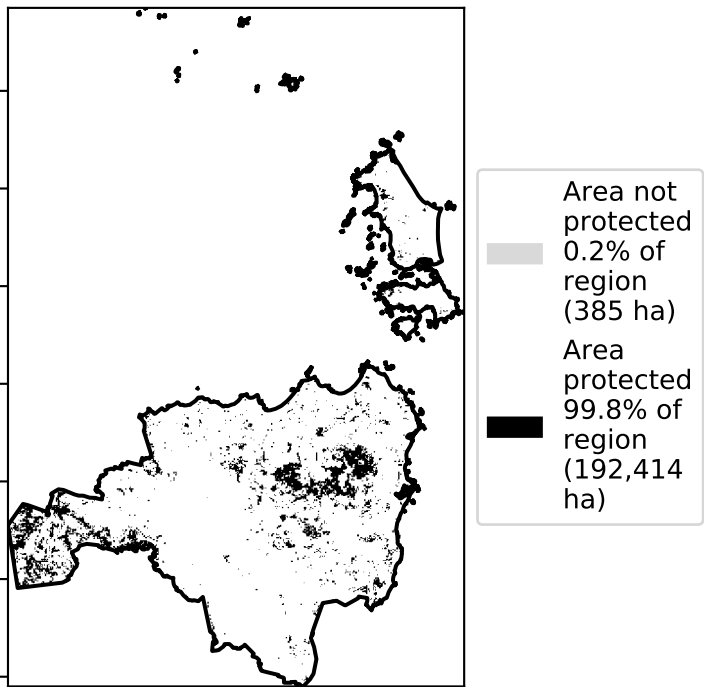 Area not
protected
0.2% of
region
(385 ha)
Area
protected
99.8% of
region
(192,414
ha)